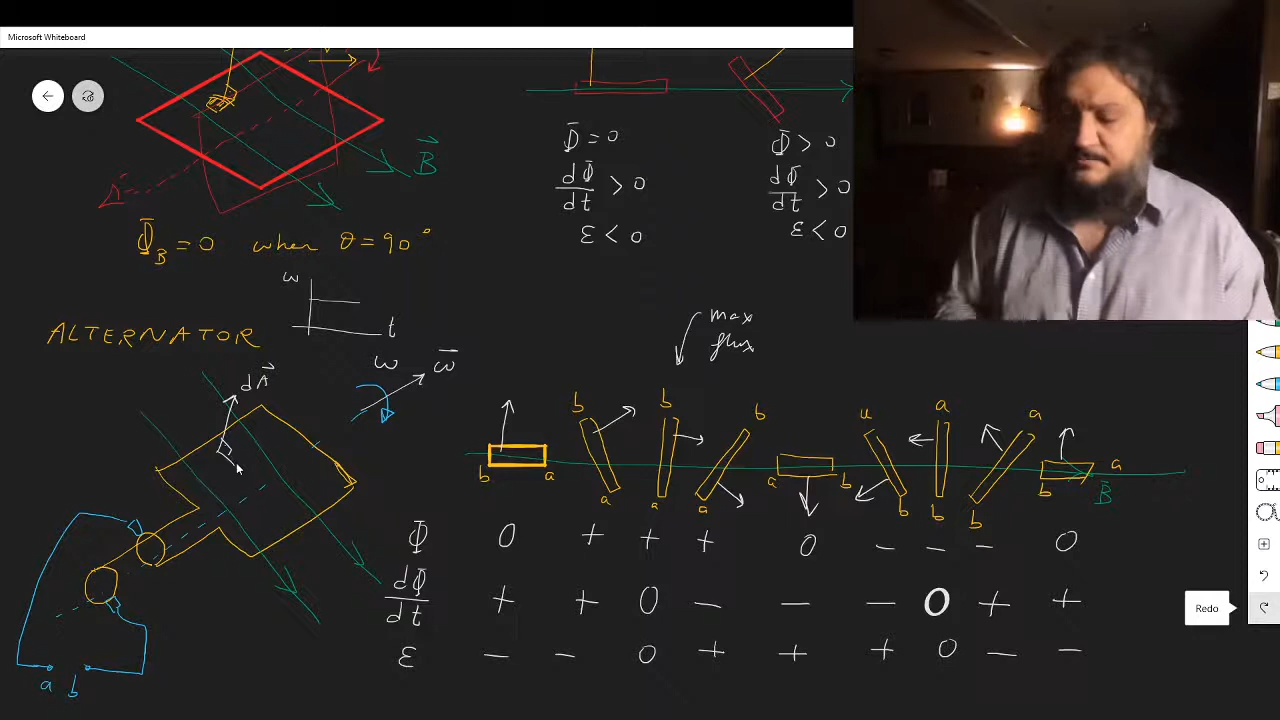 Microsoft Whiteboard
B⃗
Φ_B = 0 when θ = 90°
Φ = 0
dΦ/dt > 0
ε < 0
Φ > 0
dΦ/dt > 0
ε < 0
ω
t
ALTERNATOR
ω
ω⃗
dA⃗
a b
max
flux
b a
b a
b a
b a
a b
u b
a b
a b
b a
B⃗
Φ 0 + + + 0 − − − 0
dΦ/dt + + 0 − − − 0 + +
ε − − 0 + + + 0 − −
Redo